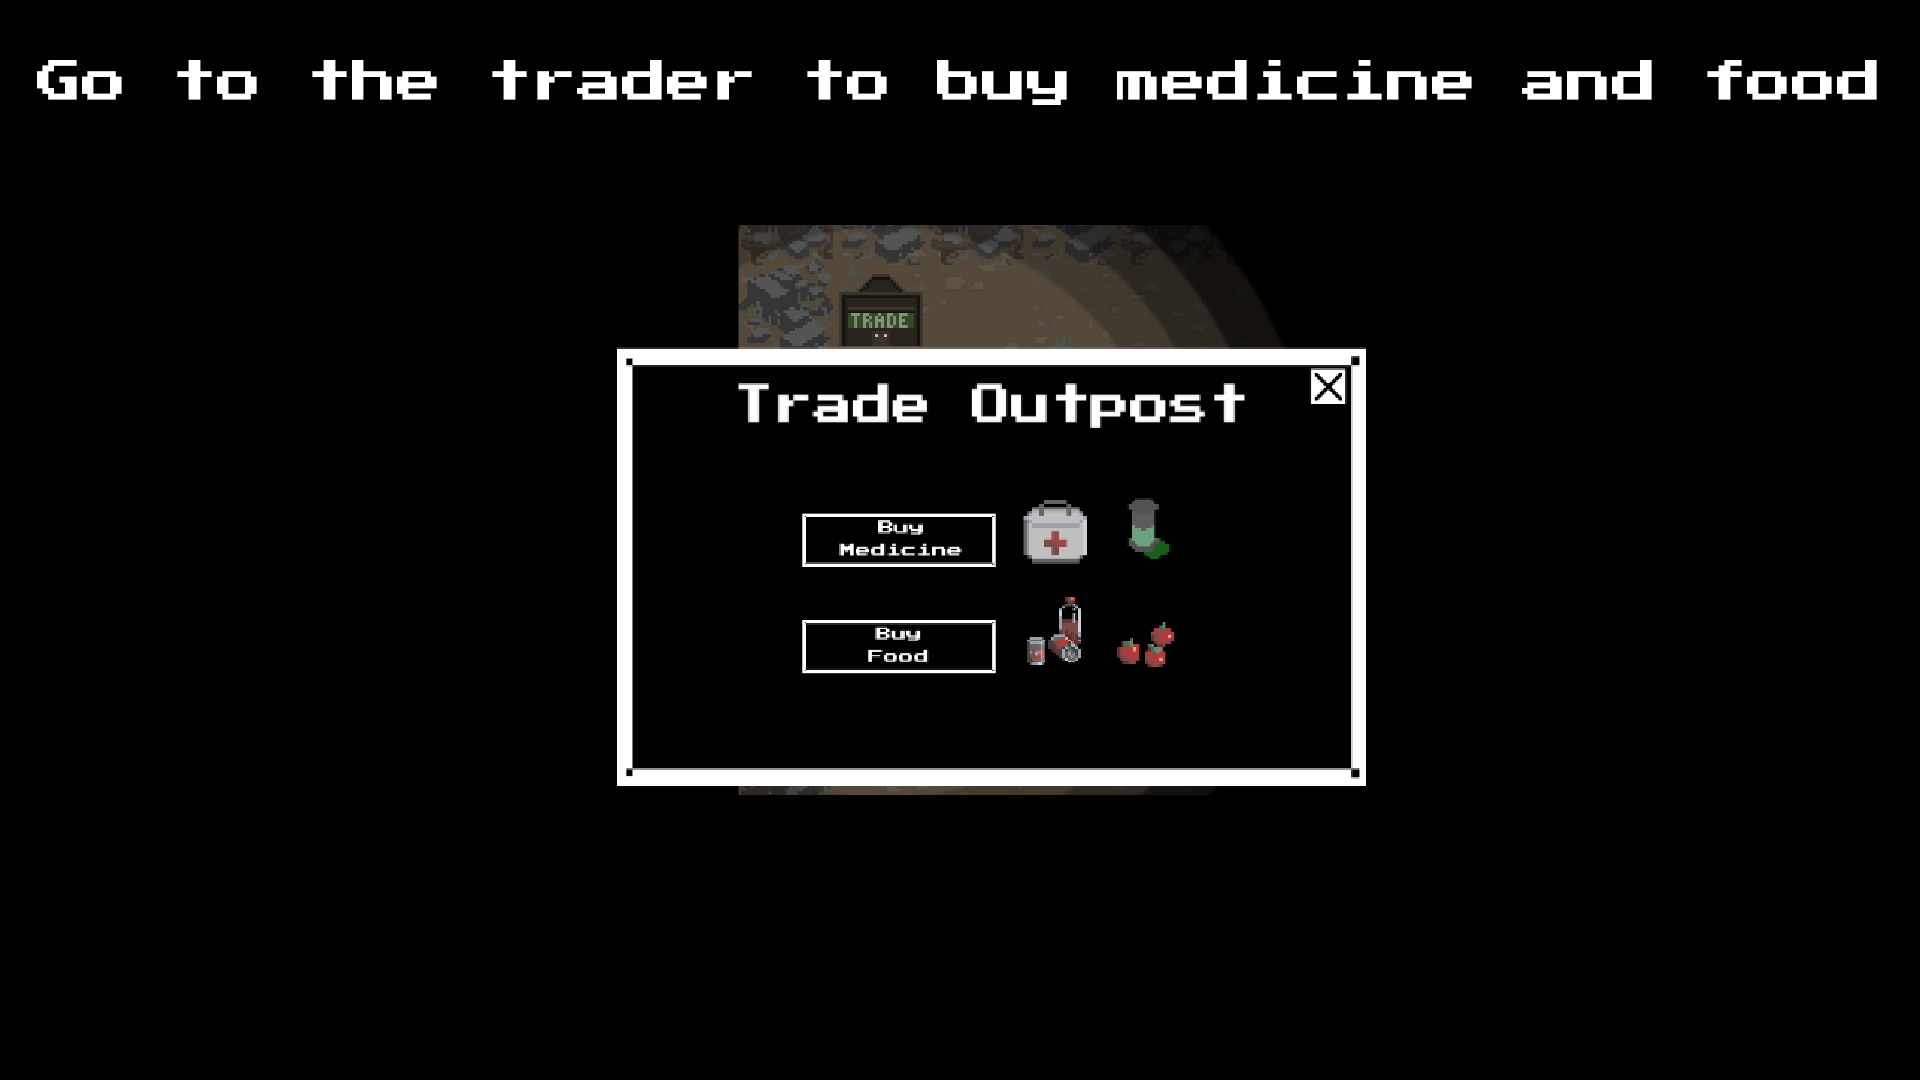 Go to the trader to buy medicine and food
TRADE
Trade Outpost
Buy
Medicine
Buy
Food